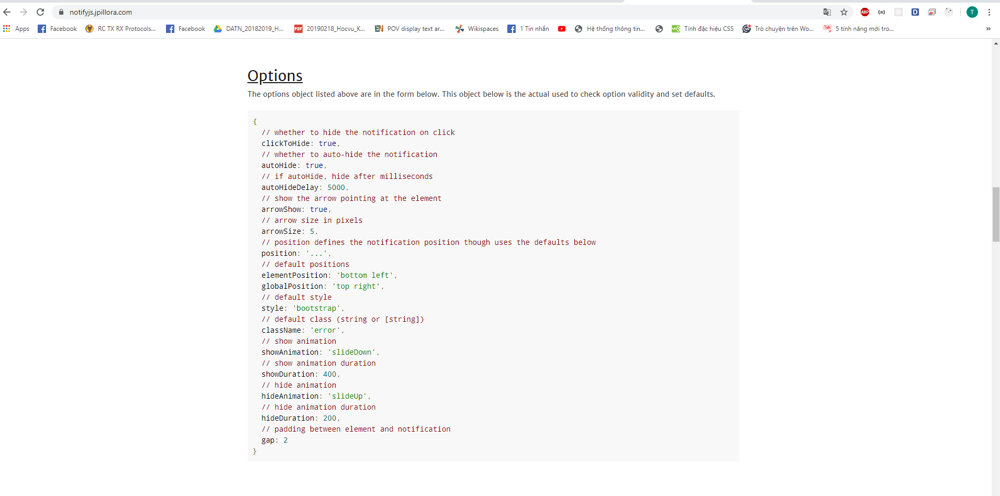 notifyjs.jpillora.com
ABP
D
T
Apps
Facebook
RC TX RX Protocols...
Facebook
DATN_20182019_H...
PDF
20190218_Hocvu_K...
EN
POV display text ar...
Wikispaces
1 Tin nhắn
Hệ thống thông tin...
w3
Tính đặc hiệu CSS
Trò chuyện trên Wo...
Tek
5 tính năng mới tro...
»
Options
The options object listed above are in the form below. This object below is the actual used to check option validity and set defaults.
{
// whether to hide the notification on click
clickToHide: true,
// whether to auto-hide the notification
autoHide: true,
// if autoHide, hide after milliseconds
autoHideDelay: 5000,
// show the arrow pointing at the element
arrowShow: true,
// arrow size in pixels
arrowSize: 5,
// position defines the notification position though uses the defaults below
position: '...',
// default positions
elementPosition: 'bottom left',
globalPosition: 'top right',
// default style
style: 'bootstrap',
// default class (string or [string])
className: 'error',
// show animation
showAnimation: 'slideDown',
// show animation duration
showDuration: 400,
// hide animation
hideAnimation: 'slideUp',
// hide animation duration
hideDuration: 200,
// padding between element and notification
gap: 2
}